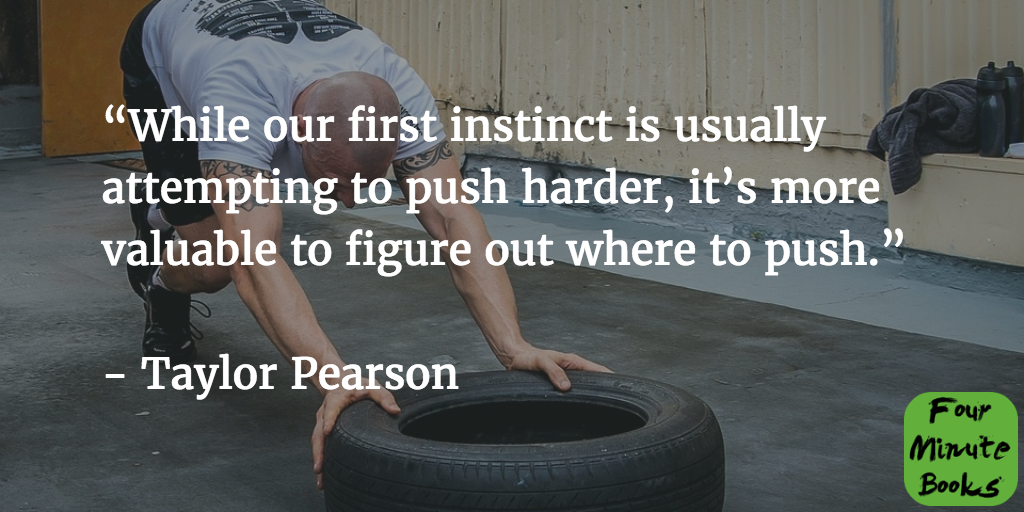 “While our first instinct is usually
attempting to push harder, it’s more
valuable to figure out where to push.”
– Taylor Pearson
Four
Minute
Books